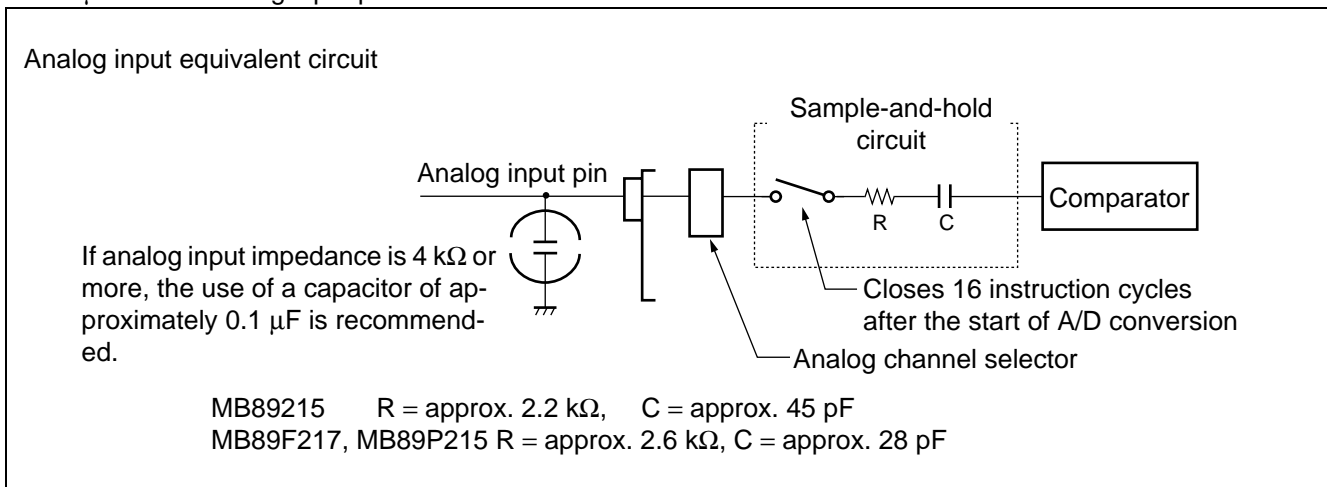 Analog input equivalent circuit
Sample-and-hold
circuit
Analog input pin
Comparator
R
C
If analog input impedance is 4 kΩ or
more, the use of a capacitor of ap-
proximately 0.1 μF is recommend-
ed.
Closes 16 instruction cycles
after the start of A/D conversion
Analog channel selector
MB89215 R = approx. 2.2 kΩ, C = approx. 45 pF
MB89F217, MB89P215 R = approx. 2.6 kΩ, C = approx. 28 pF